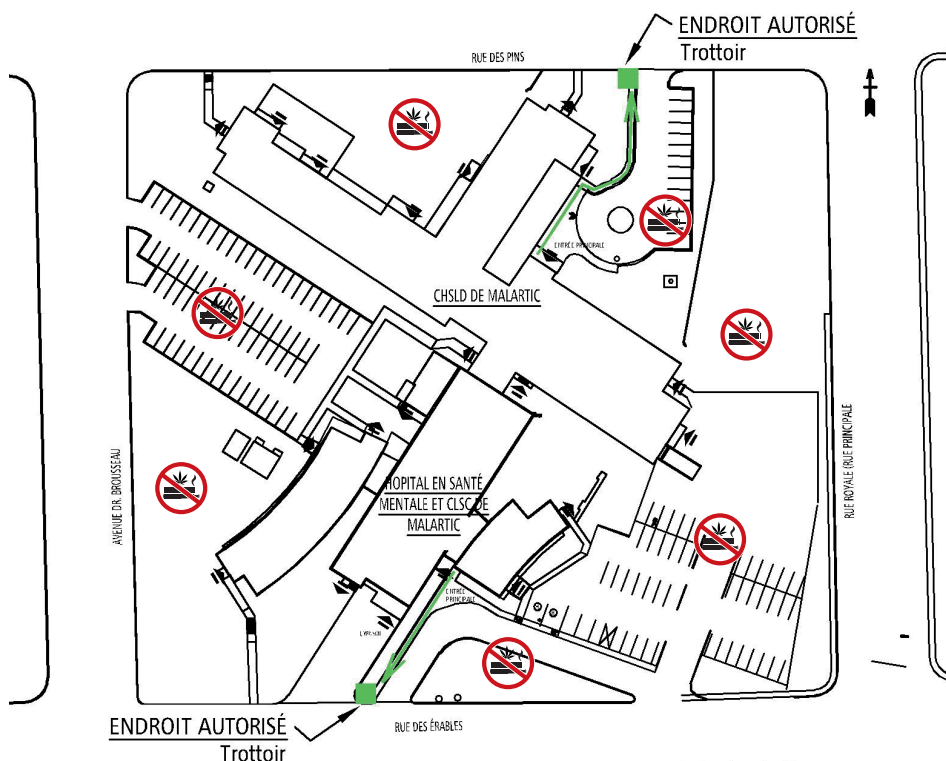 ENDROIT AUTORISÉ
Trottoir
RUE DES PINS
ENTRÉE PRINCIPALE
CHSLD DE MALARTIC
AVENUE DR. BROUSSEAU
RUE ROYALE (RUE PRINCIPALE
HOPITAL EN SANTÉ
MENTALE ET CLSC DE
MALARTIC
ENTRÉE
PRINCIPALE
ENDROIT AUTORISÉ
Trottoir
RUE DES ÉRABLES